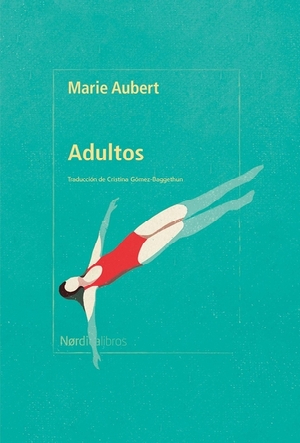 Marie Aubert
Adultos
Traducción de Cristina Gómez-Baggethun
Nørdicalibros